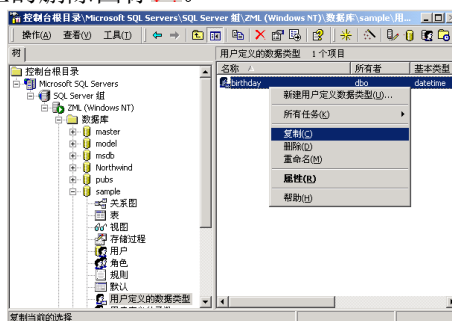 控制台根目录\Microsoft SQL Servers\SQL Server 组\ZML (Windows NT)\数据库\sample\用...
操作(A) 查看(V) 工具(T)
树
用户定义的数据类型 1 个项目
名称 所有者 基本类型
birthday dbo datetime
控制台根目录
Microsoft SQL Servers
SQL Server 组
ZML (Windows NT)
数据库
master
model
msdb
Northwind
pubs
sample
关系图
表
视图
存储过程
用户
角色
规则
默认
用户定义的数据类型
新建用户定义数据类型(U)...
所有任务(K)
复制(C)
删除(D)
重命名(M)
属性(R)
帮助(H)
复制当前的选择